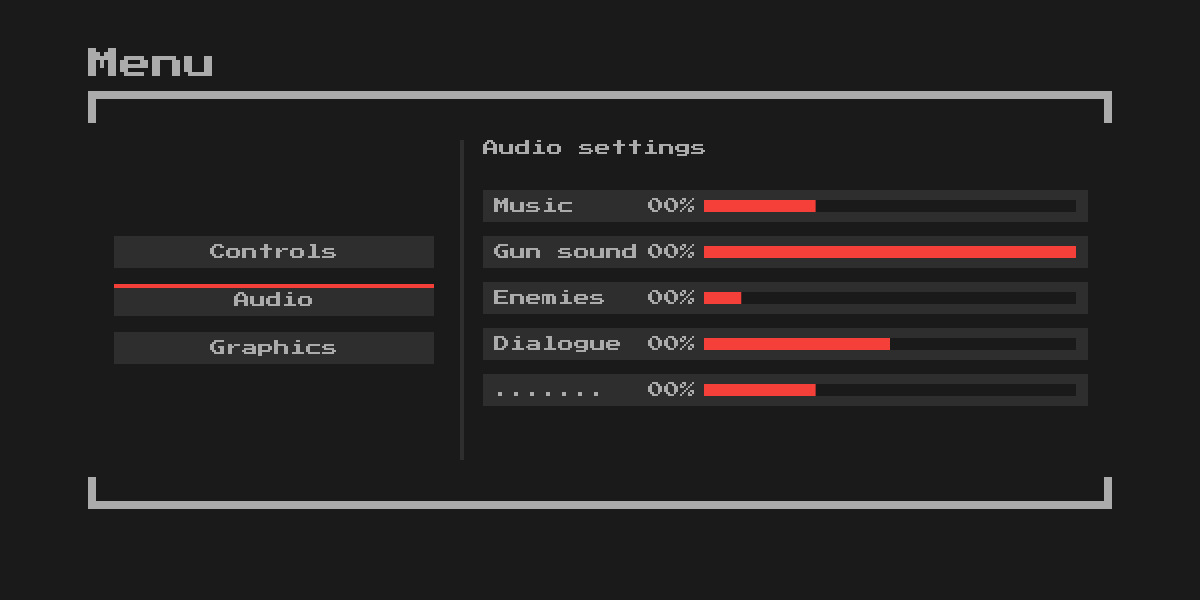 Menu
Controls
Audio
Graphics
Audio settings
Music 00%
Gun sound 00%
Enemies 00%
Dialogue 00%
....... 00%